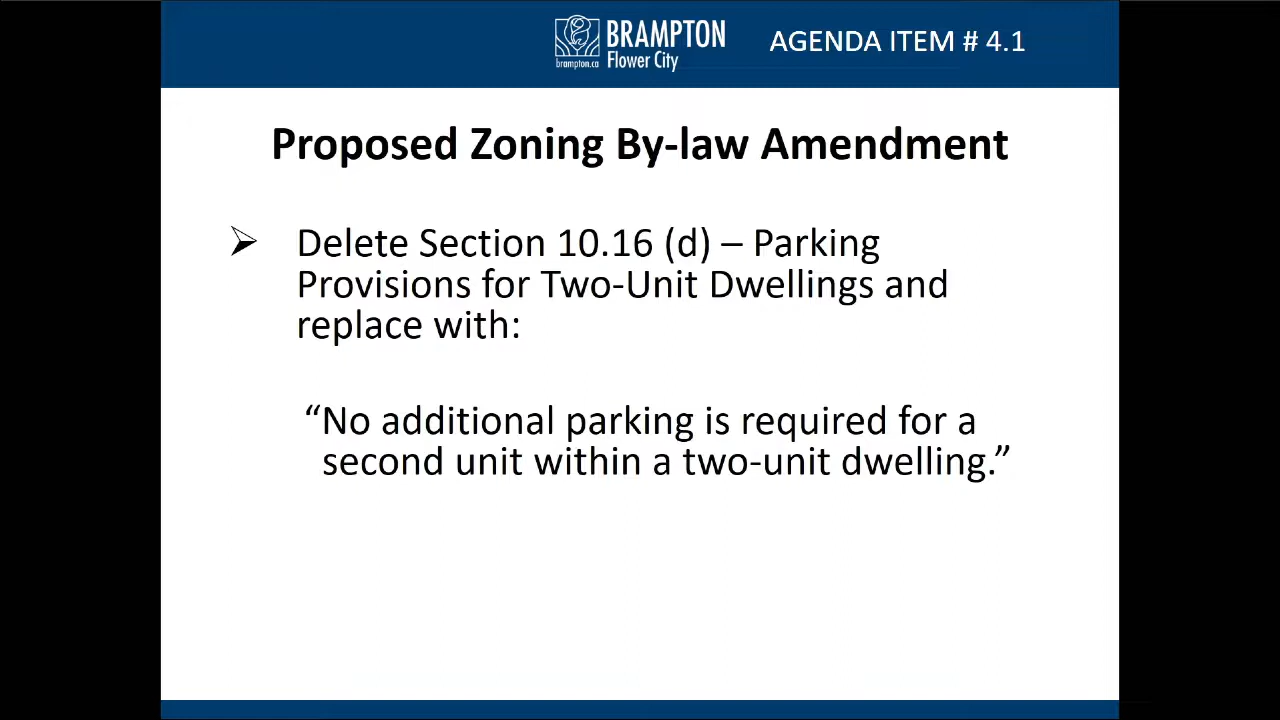 BRAMPTON
brampton.ca
Flower City
AGENDA ITEM # 4.1
Proposed Zoning By-law Amendment
➢ Delete Section 10.16 (d) – Parking
Provisions for Two-Unit Dwellings and
replace with:
“No additional parking is required for a
second unit within a two-unit dwelling.”